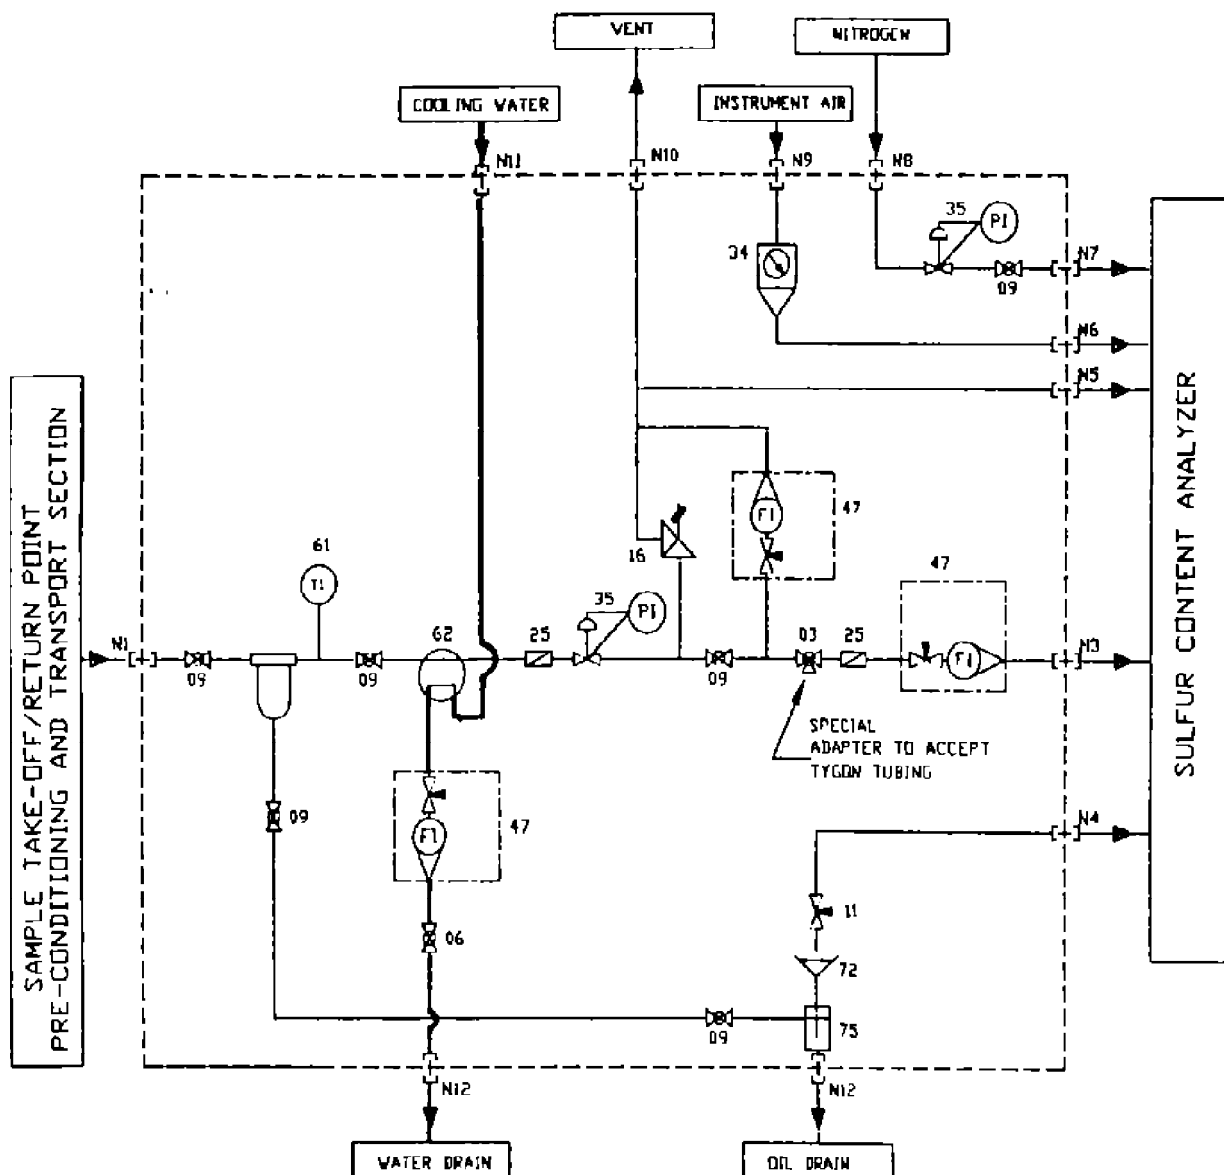 VENT
NITROGEN
COOLING WATER
INSTRUMENT AIR
N11
N10
N9
N8
35
PI
34
09
N7
N6
N5
SAMPLE TAKE-OFF/RETURN POINT
PRE-CONDITIONING AND TRANSPORT SECTION
SULFUR CONTENT ANALYZER
FI
47
16
61
TI
47
35
PI
62
25
03
25
N1
09
09
09
FI
N3
SPECIAL
ADAPTER TO ACCEPT
TYGON TUBING
09
FI
47
N4
11
06
72
09
75
N12
N12
WATER DRAIN
OIL DRAIN